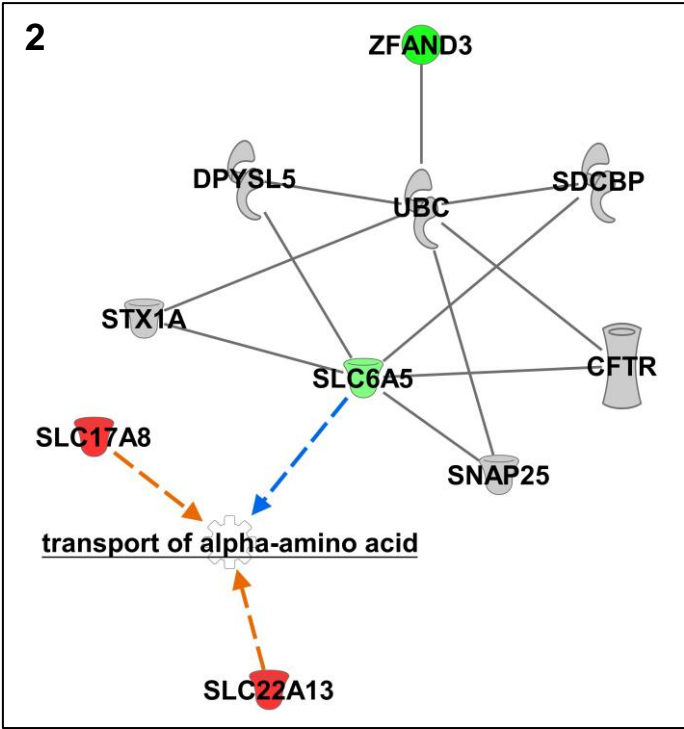 2
ZFAND3
DPYSL5
UBC
SDCBP
STX1A
SLC6A5
CFTR
SLC17A8
SNAP25
transport of alpha-amino acid
SLC22A13